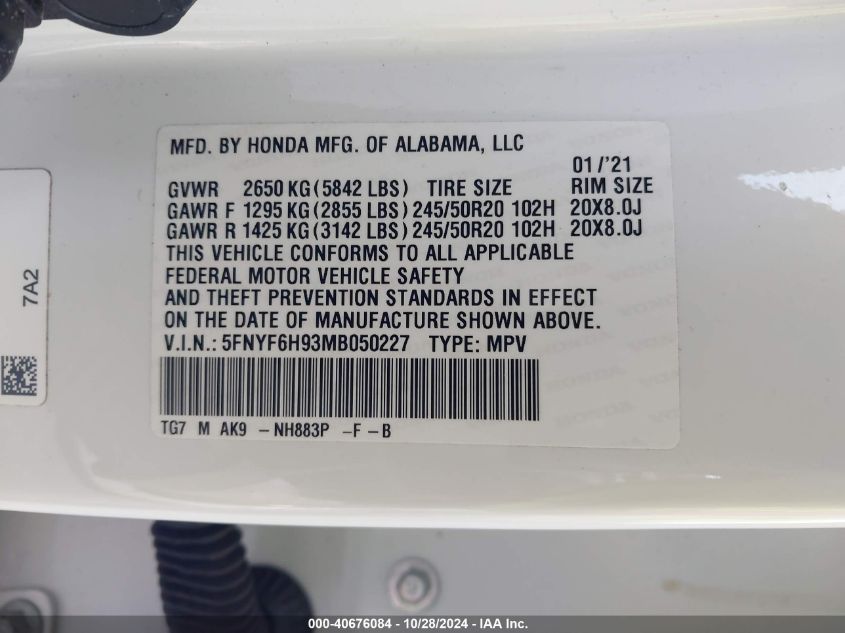 MFD. BY HONDA MFG. OF ALABAMA, LLC
01/'21
GVWR 2650 KG (5842 LBS) TIRE SIZE RIM SIZE
GAWR F 1295 KG (2855 LBS) 245/50R20 102H 20X8.0J
GAWR R 1425 KG (3142 LBS) 245/50R20 102H 20X8.0J
THIS VEHICLE CONFORMS TO ALL APPLICABLE
FEDERAL MOTOR VEHICLE SAFETY
AND THEFT PREVENTION STANDARDS IN EFFECT
ON THE DATE OF MANUFACTURE SHOWN ABOVE.
V.I.N.: 5FNYF6H93MB050227 TYPE: MPV
TG7 M AK9 -NH883P -F -B
7A2
000-40676084 - 10/28/2024 - IAA Inc.